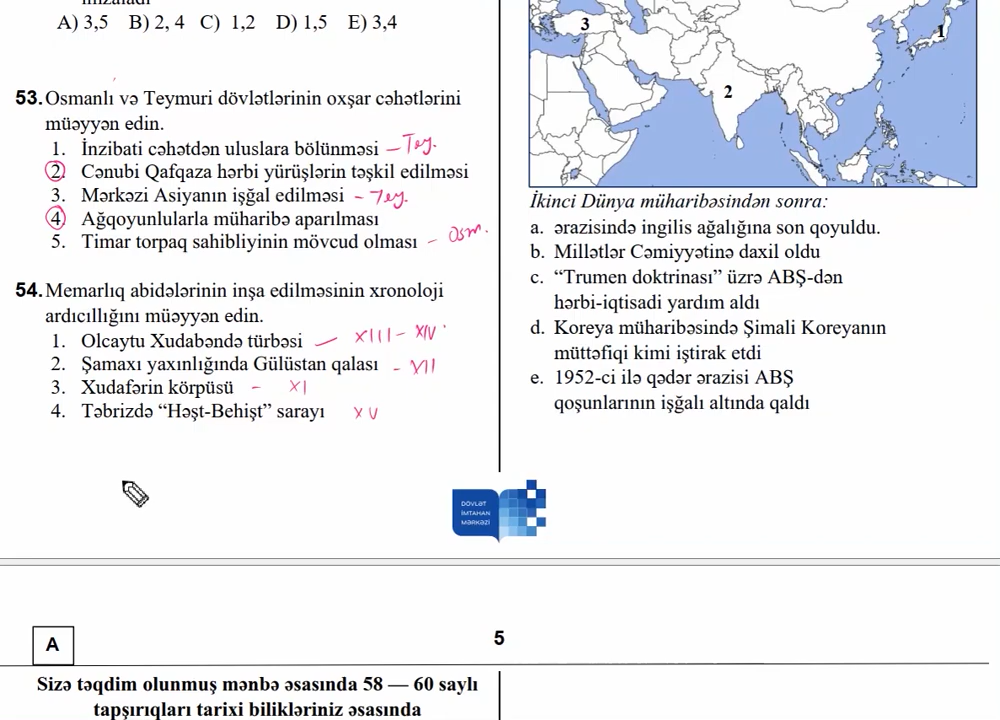 A) 3,5 B) 2, 4 C) 1,2 D) 1,5 E) 3,4
53. Osmanlı və Teymuri dövlətlərinin oxşar cəhətlərini
müəyyən edin.
1. İnzibati cəhətdən uluslara bölünməsi – Tey.
2. Cənubi Qafqaza hərbi yürüşlərin təşkil edilməsi
3. Mərkəzi Asiyanın işğal edilməsi – Tey.
4. Ağqoyunlularla müharibə aparılması
5. Timar torpaq sahibliyinin mövcud olması – Osm.
54. Memarlıq abidələrinin inşa edilməsinin xronoloji
ardıcıllığını müəyyən edin.
1. Olcaytu Xudabəndə türbəsi – XIII – XIV
2. Şamaxı yaxınlığında Gülüstan qalası – XII
3. Xudafərin körpüsü – XI
4. Təbrizdə “Həşt-Behişt” sarayı XV
3
1
2
İkinci Dünya müharibəsindən sonra:
a. ərazisində ingilis ağalığına son qoyuldu.
b. Millətlər Cəmiyyətinə daxil oldu
c. “Trumen doktrinası” üzrə ABŞ-dən
hərbi-iqtisadi yardım aldı
d. Koreya müharibəsində Şimali Koreyanın
müttəfiqi kimi iştirak etdi
e. 1952-ci ilə qədər ərazisi ABŞ
qoşunlarının işğalı altında qaldı
DÖVLƏT
İMTAHAN
MƏRKƏZİ
A
5
Sizə təqdim olunmuş mənbə əsasında 58 — 60 saylı
tapşırıqları tarixi bilikləriniz əsasında